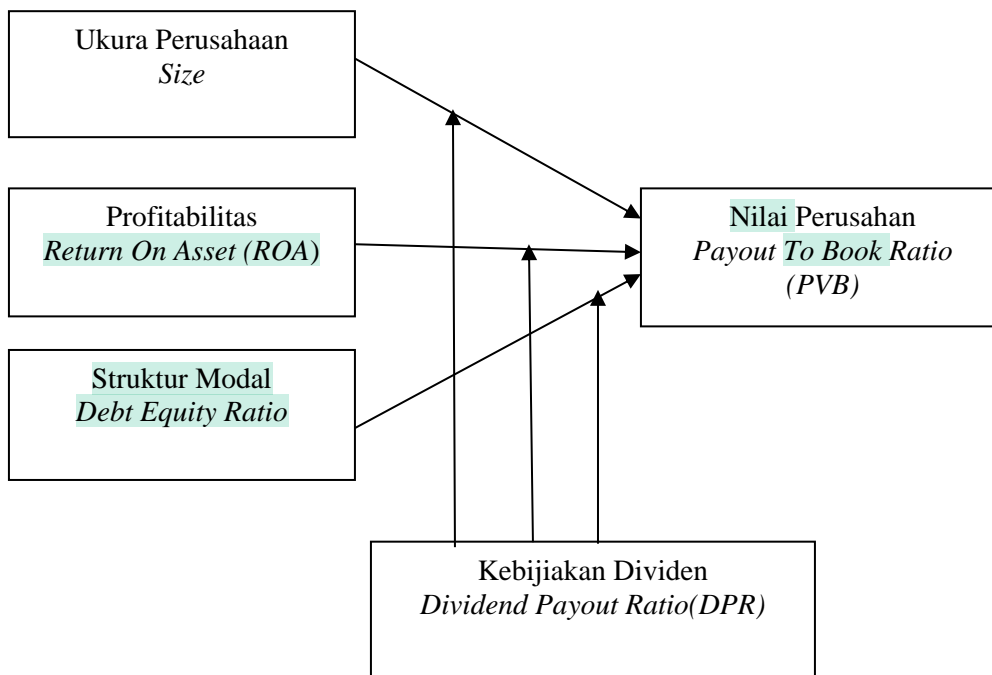 Ukura Perusahaan
Size
Profitabilitas
Return On Asset (ROA)
Struktur Modal
Debt Equity Ratio
Nilai Perusahan
Payout To Book Ratio
(PVB)
Kebijiakan Dividen
Dividend Payout Ratio(DPR)